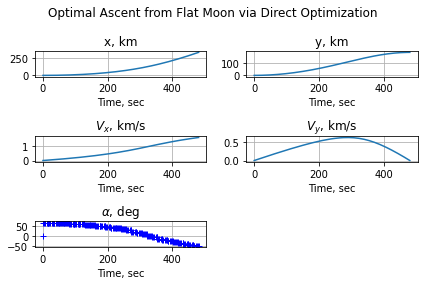 Optimal Ascent from Flat Moon via Direct Optimization
x, km
y, km
250
0
100
0
0 200 400
0 200 400
Time, sec
Time, sec
Vx, km/s
Vy, km/s
1
0
0.5
0.0
0 200 400
0 200 400
Time, sec
Time, sec
α, deg
50
0
−50
0 200 400
Time, sec